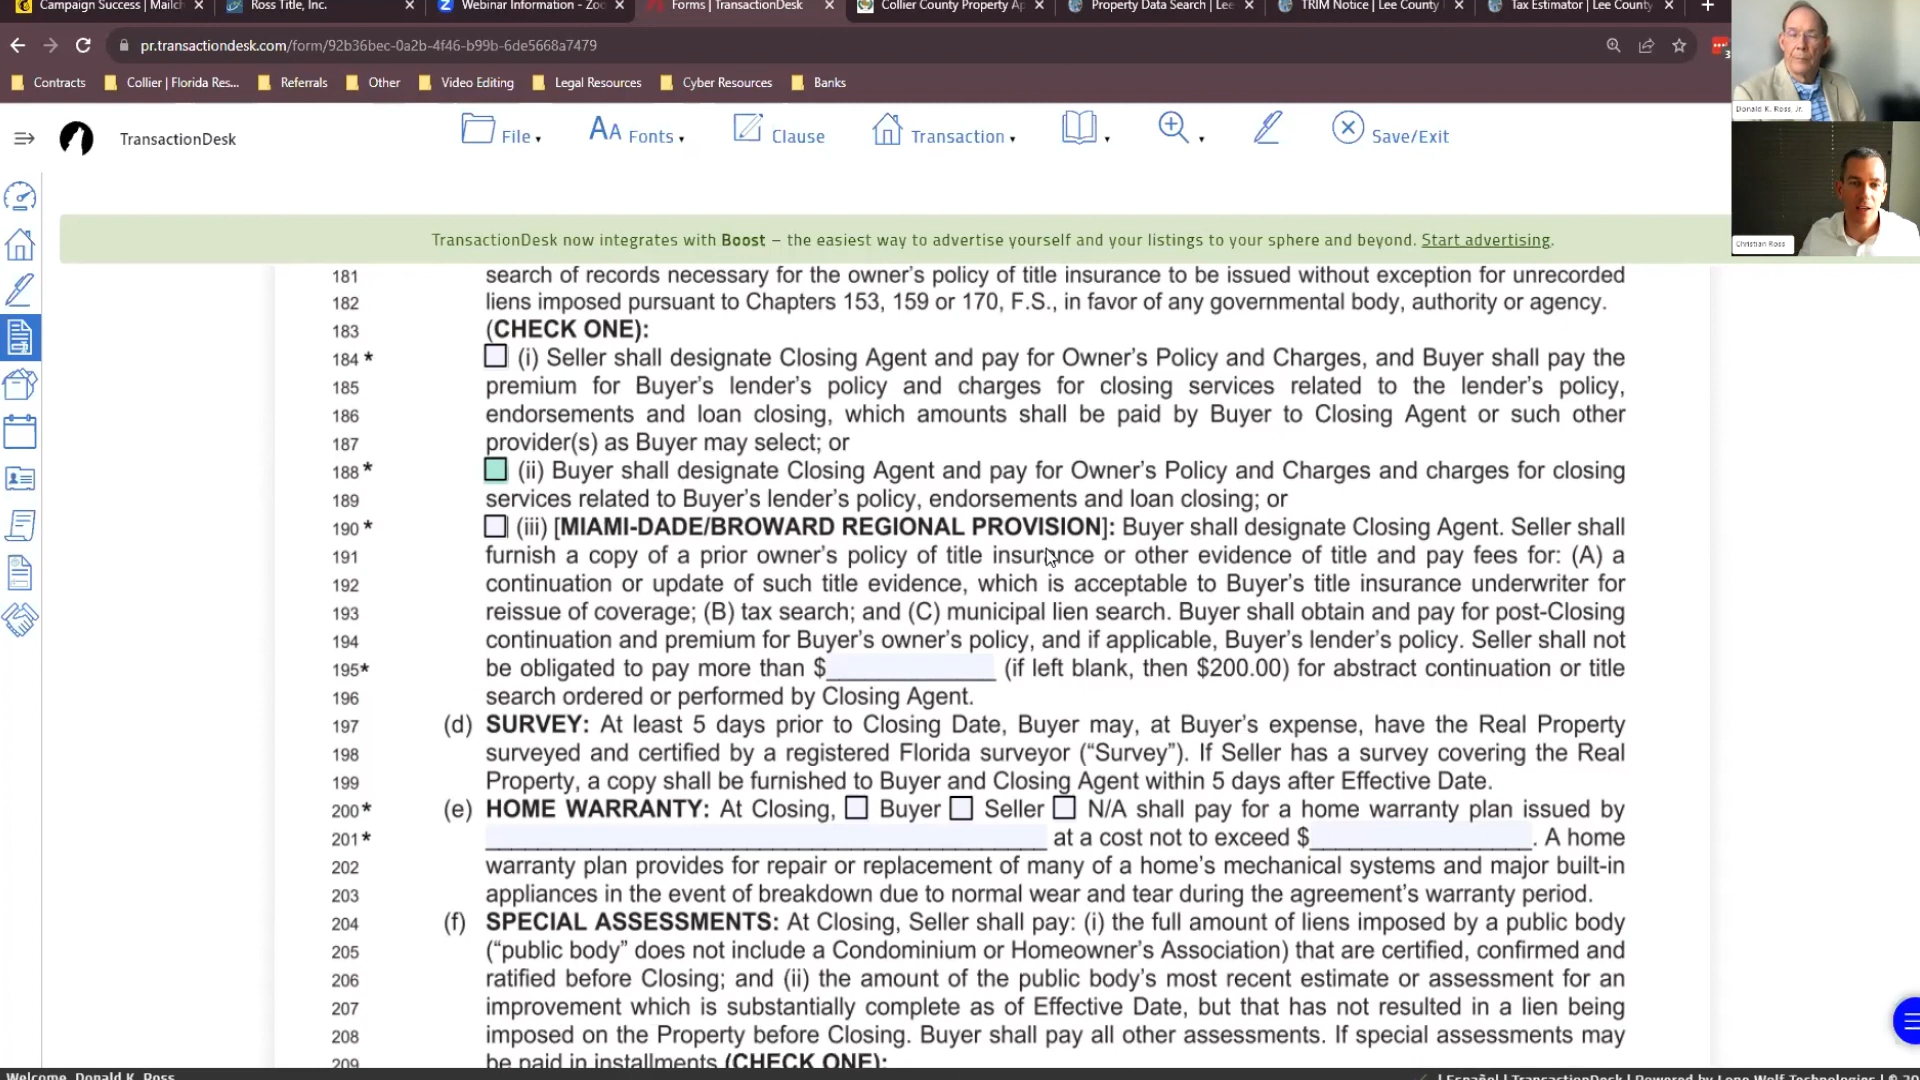 Campaign Success | Mailch
Ross Title, Inc.
Webinar Information - Zoo
Forms | TransactionDesk
Collier County Property Ap
Property Data Search | Lee
TRIM Notice | Lee County
Tax Estimator | Lee County
pr.transactiondesk.com/form/92b36bec-0a2b-4f46-b99b-6de5668a7479
Contracts
Collier | Florida Res...
Referrals
Other
Video Editing
Legal Resources
Cyber Resources
Banks
Donald K. Ross, Jr.
Christian Ross
TransactionDesk
File
AA Fonts
Clause
Transaction
Save/Exit
TransactionDesk now integrates with Boost – the easiest way to advertise yourself and your listings to your sphere and beyond. Start advertising.
181 search of records necessary for the owner's policy of title insurance to be issued without exception for unrecorded
182 liens imposed pursuant to Chapters 153, 159 or 170, F.S., in favor of any governmental body, authority or agency.
183 (CHECK ONE):
184 * (i) Seller shall designate Closing Agent and pay for Owner's Policy and Charges, and Buyer shall pay the
185 premium for Buyer's lender's policy and charges for closing services related to the lender's policy,
186 endorsements and loan closing, which amounts shall be paid by Buyer to Closing Agent or such other
187 provider(s) as Buyer may select; or
188 * (ii) Buyer shall designate Closing Agent and pay for Owner's Policy and Charges and charges for closing
189 services related to Buyer's lender's policy, endorsements and loan closing; or
190 * (iii) [MIAMI-DADE/BROWARD REGIONAL PROVISION]: Buyer shall designate Closing Agent. Seller shall
191 furnish a copy of a prior owner's policy of title insurance or other evidence of title and pay fees for: (A) a
192 continuation or update of such title evidence, which is acceptable to Buyer's title insurance underwriter for
193 reissue of coverage; (B) tax search; and (C) municipal lien search. Buyer shall obtain and pay for post-Closing
194 continuation and premium for Buyer's owner's policy, and if applicable, Buyer's lender's policy. Seller shall not
195* be obligated to pay more than $ (if left blank, then $200.00) for abstract continuation or title
196 search ordered or performed by Closing Agent.
197 (d) SURVEY: At least 5 days prior to Closing Date, Buyer may, at Buyer's expense, have the Real Property
198 surveyed and certified by a registered Florida surveyor ("Survey"). If Seller has a survey covering the Real
199 Property, a copy shall be furnished to Buyer and Closing Agent within 5 days after Effective Date.
200* (e) HOME WARRANTY: At Closing, Buyer Seller N/A shall pay for a home warranty plan issued by
201* at a cost not to exceed $ . A home
202 warranty plan provides for repair or replacement of many of a home's mechanical systems and major built-in
203 appliances in the event of breakdown due to normal wear and tear during the agreement's warranty period.
204 (f) SPECIAL ASSESSMENTS: At Closing, Seller shall pay: (i) the full amount of liens imposed by a public body
205 ("public body" does not include a Condominium or Homeowner's Association) that are certified, confirmed and
206 ratified before Closing; and (ii) the amount of the public body's most recent estimate or assessment for an
207 improvement which is substantially complete as of Effective Date, but that has not resulted in a lien being
208 imposed on the Property before Closing. Buyer shall pay all other assessments. If special assessments may
209 be paid in installments (CHECK ONE):
Welcome, Donald K. Ross
| Español | TransactionDesk | Powered by Lone Wolf Technologies | © 20